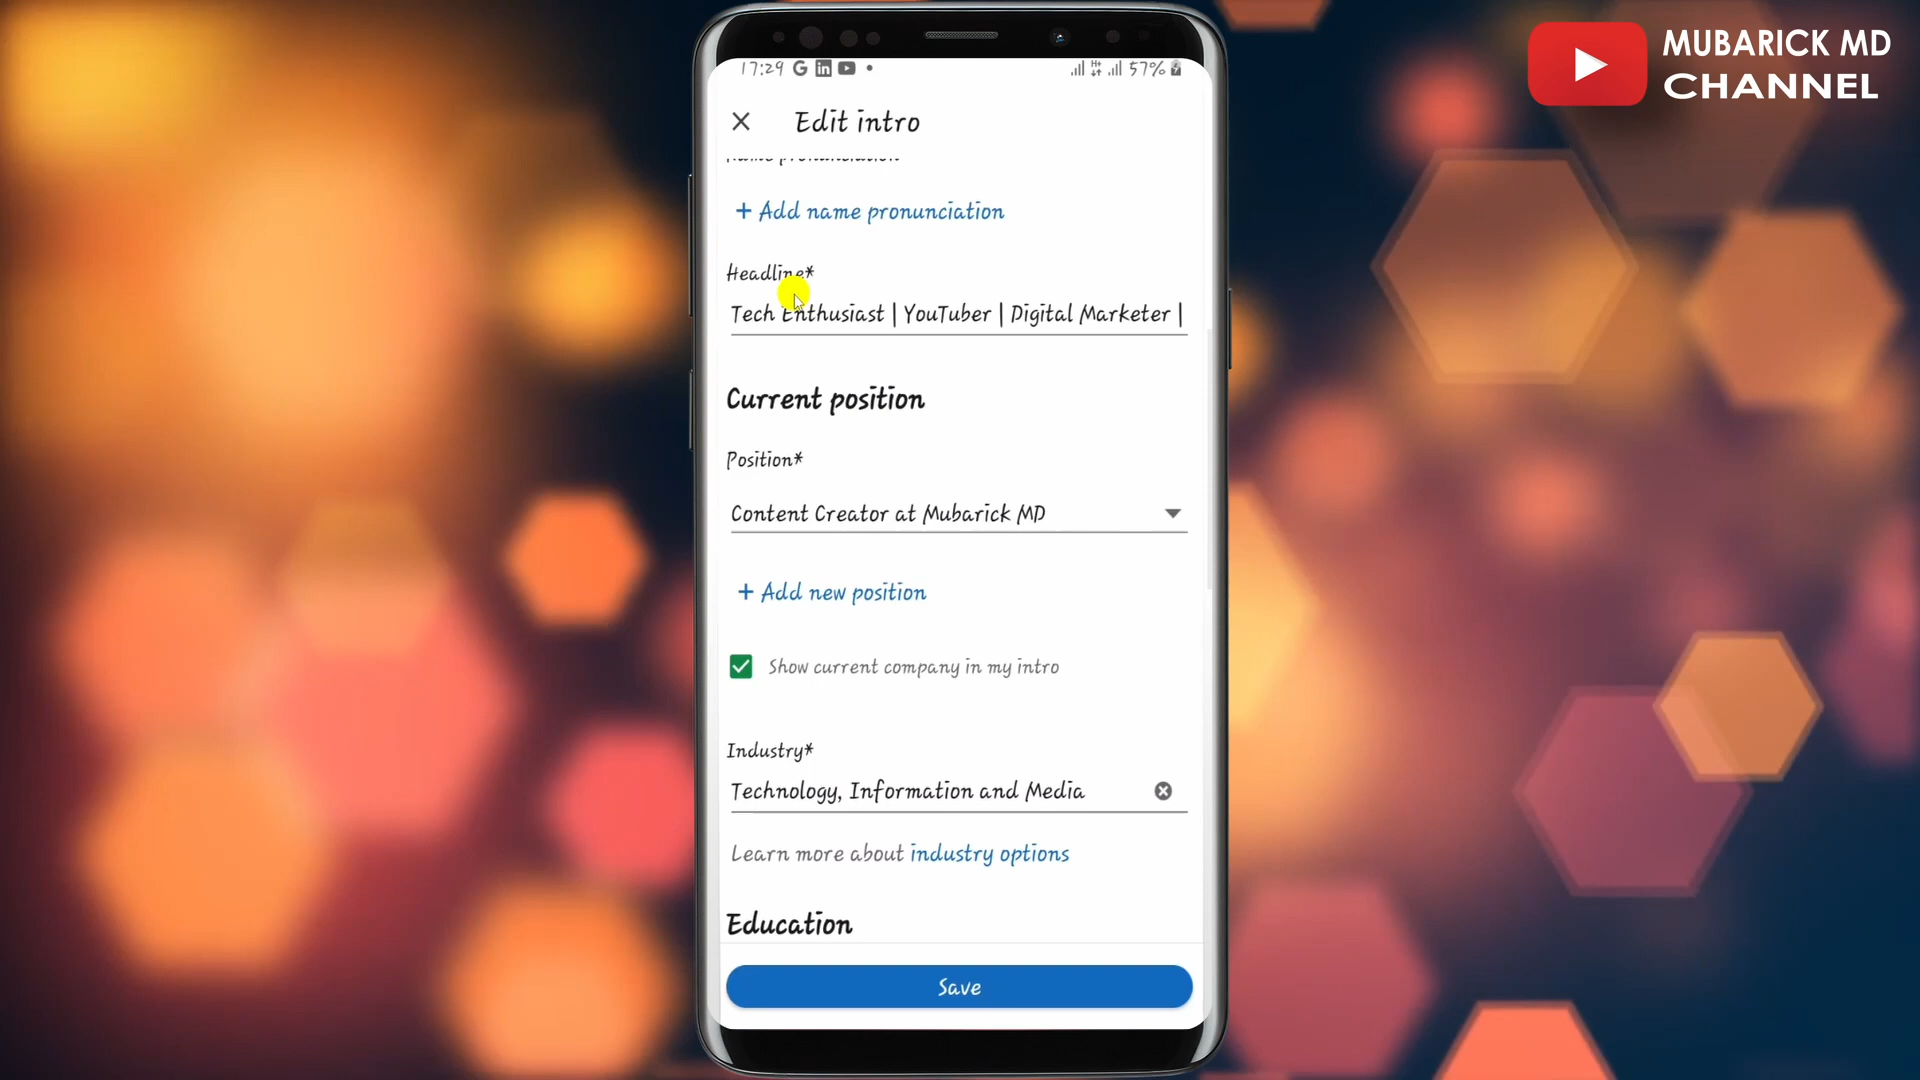 MUBARICK MD
CHANNEL
17:29
57%
Edit intro
Name pronunciation
+ Add name pronunciation
Headline*
Tech Enthusiast | YouTuber | Digital Marketer |
Current position
Position*
Content Creator at Mubarick MD
+ Add new position
Show current company in my intro
Industry*
Technology, Information and Media
Learn more about industry options
Education
Save